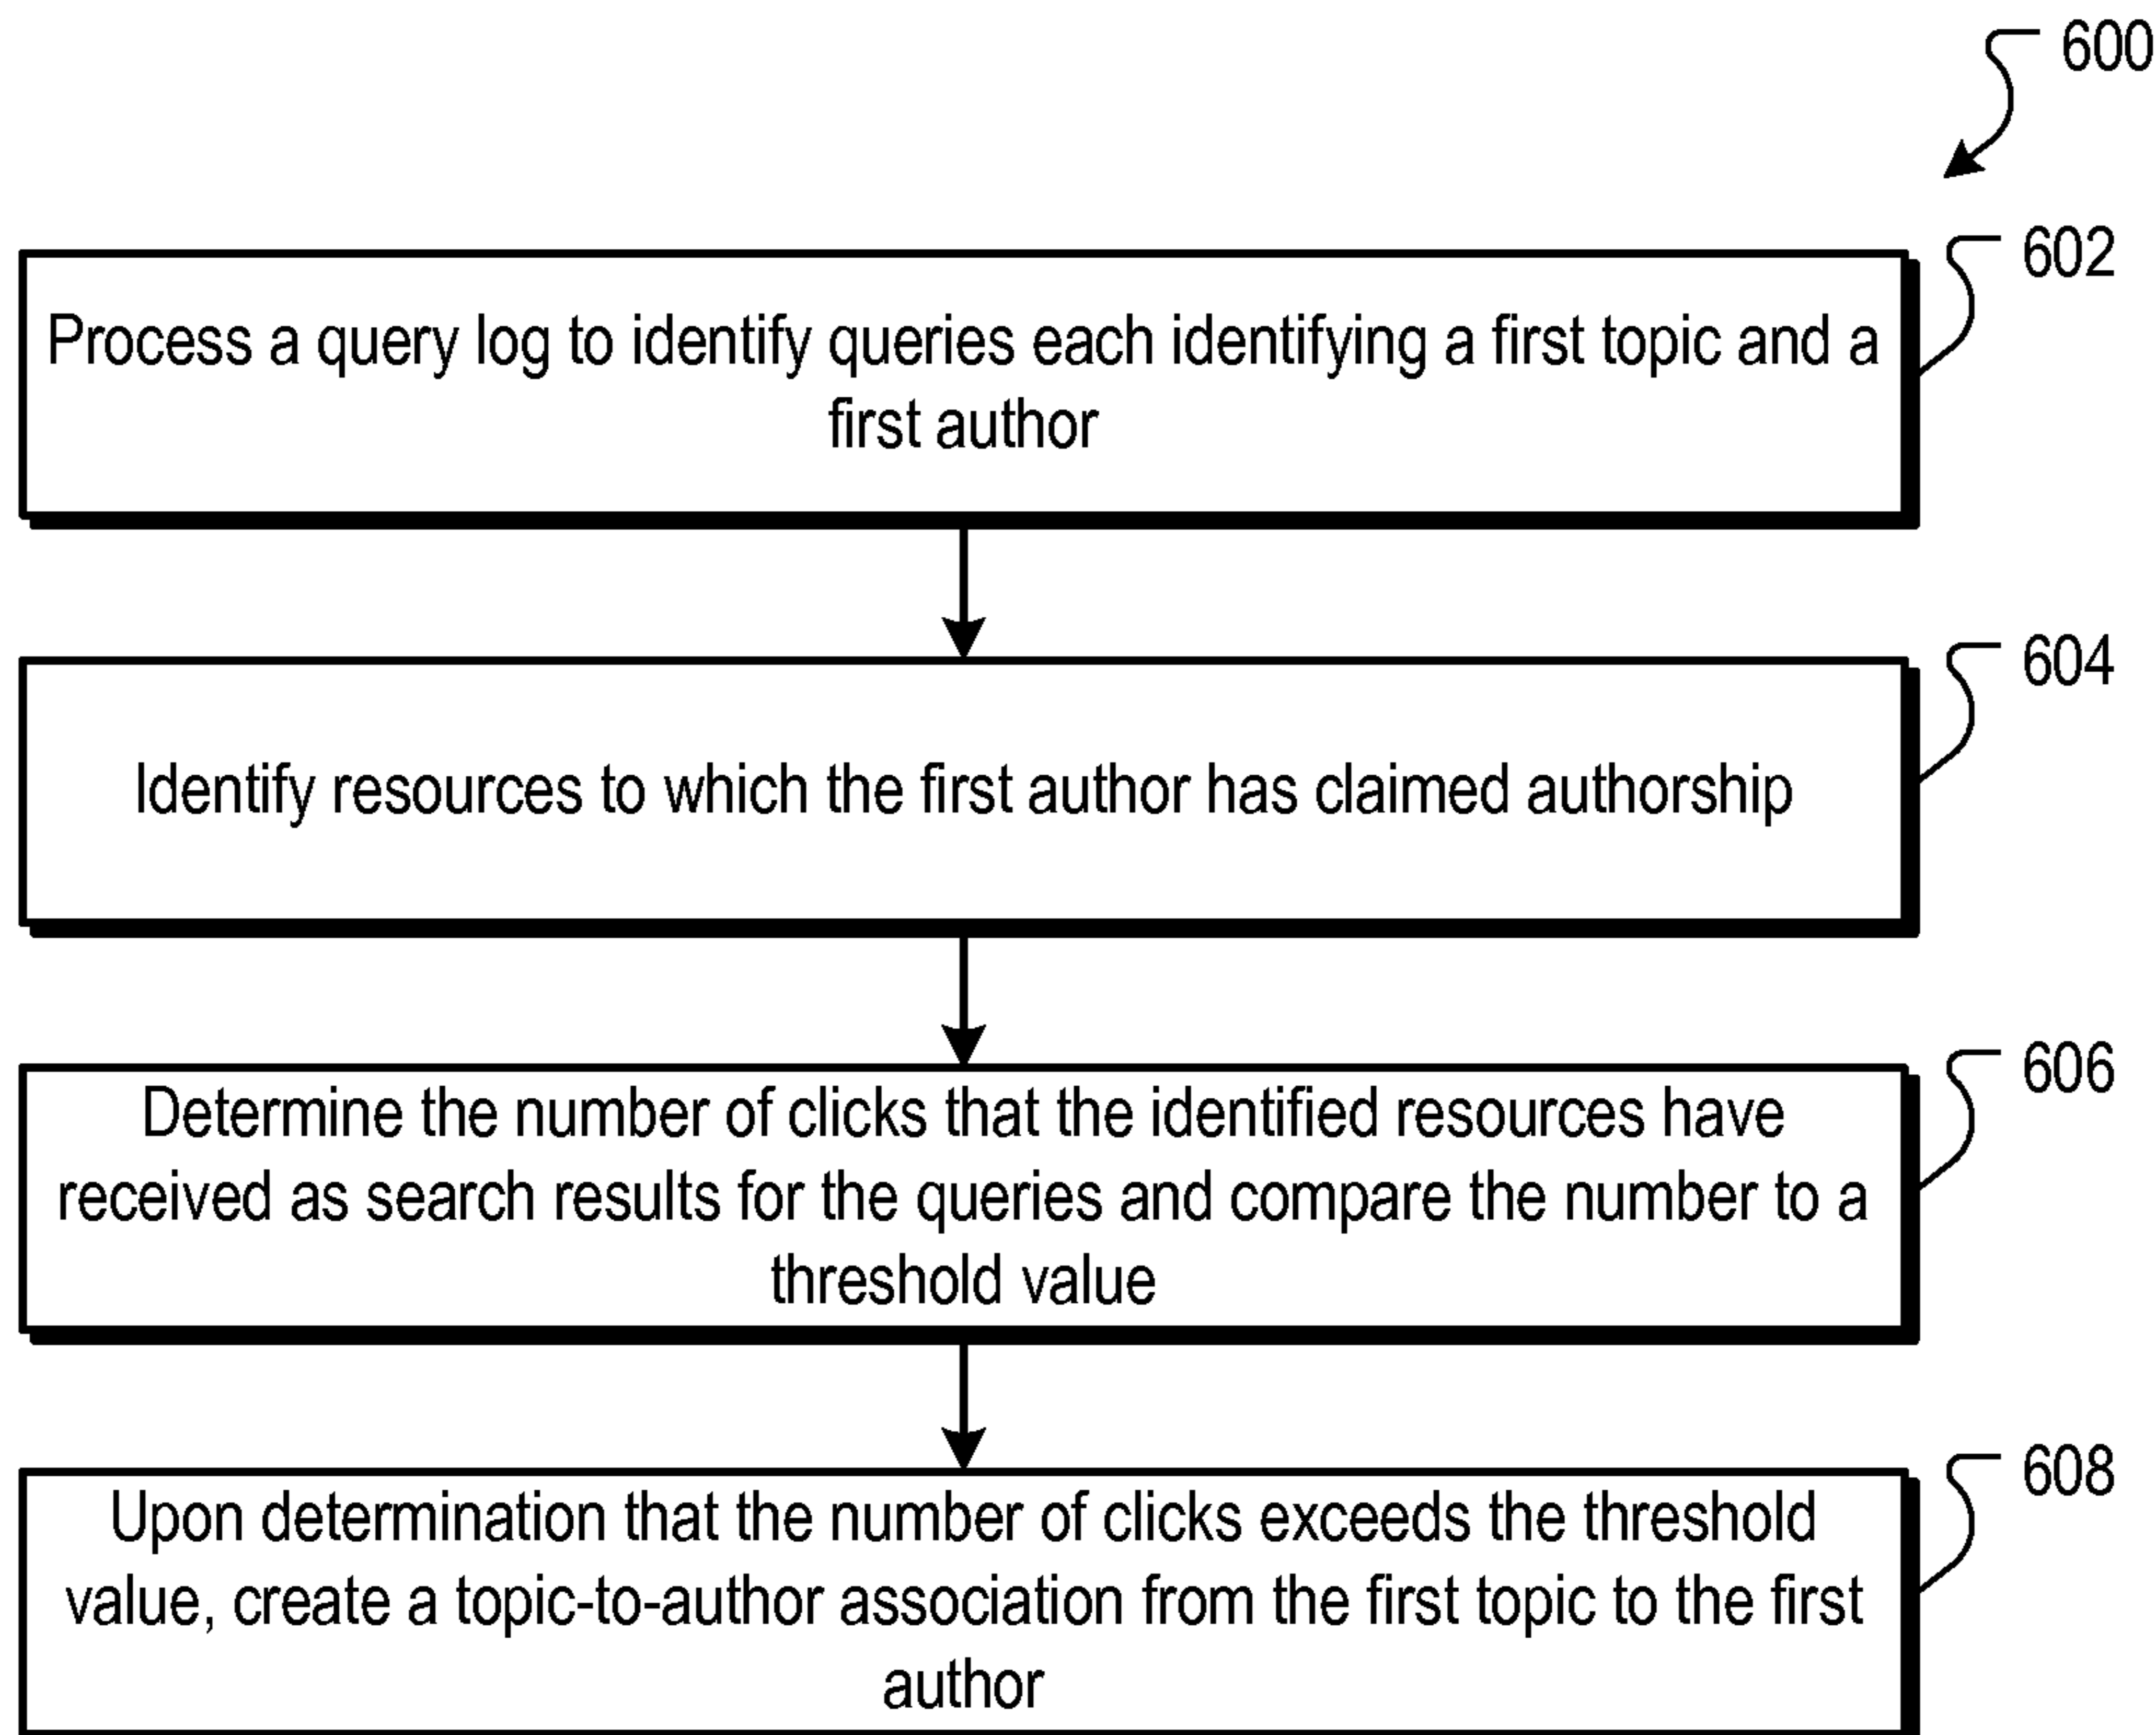 600
602
Process a query log to identify queries each identifying a first topic and a
first author
604
Identify resources to which the first author has claimed authorship
606
Determine the number of clicks that the identified resources have
received as search results for the queries and compare the number to a
threshold value
608
Upon determination that the number of clicks exceeds the threshold
value, create a topic-to-author association from the first topic to the first
author